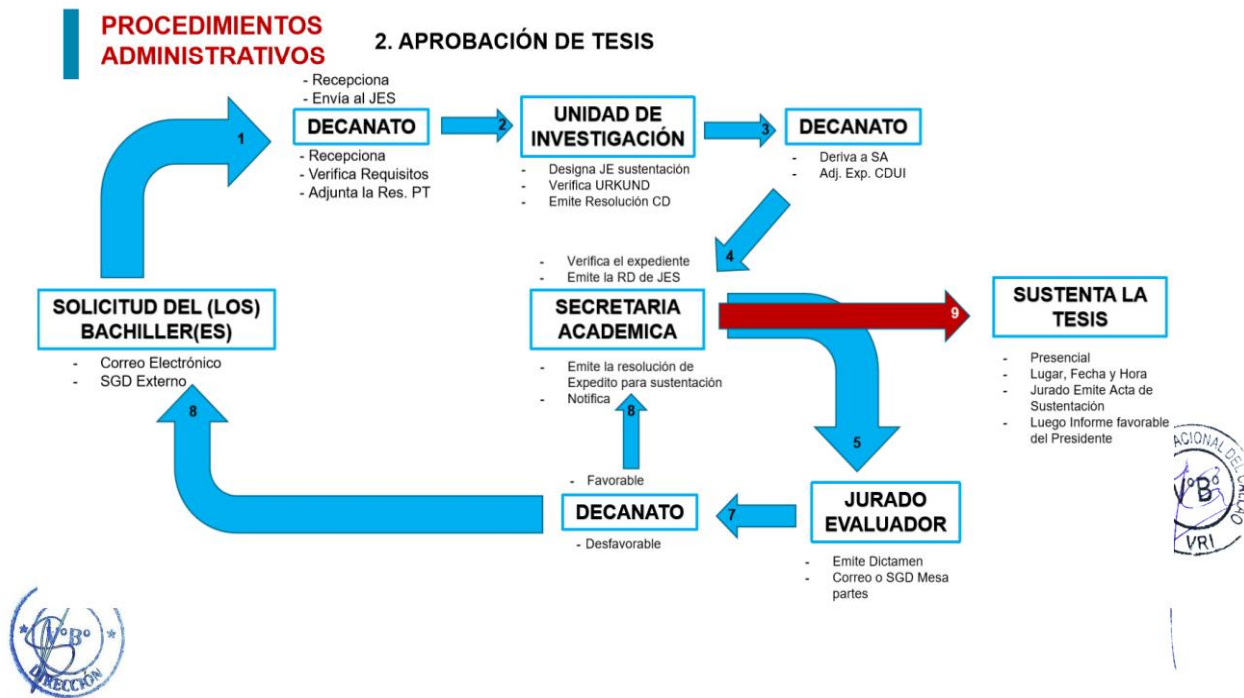 PROCEDIMIENTOS
ADMINISTRATIVOS
2. APROBACIÓN DE TESIS
- Recepciona
- Envía al JES
DECANATO
- Recepciona
- Verifica Requisitos
- Adjunta la Res. PT
1
2
UNIDAD DE
INVESTIGACIÓN
- Designa JE sustentación
- Verifica URKUND
- Emite Resolución CD
3
DECANATO
- Deriva a SA
- Adj. Exp. CDUI
4
SOLICITUD DEL (LOS)
BACHILLER(ES)
- Correo Electrónico
- SGD Externo
8
- Verifica el expediente
- Emite la RD de JES
SECRETARIA
ACADEMICA
- Emite la resolución de
Expedito para sustentación
- Notifica
8
9
SUSTENTA LA
TESIS
- Presencial
- Lugar, Fecha y Hora
- Jurado Emite Acta de
Sustentación
- Luego Informe favorable
del Presidente
5
JURADO
EVALUADOR
- Emite Dictamen
- Correo o SGD Mesa
partes
7
- Favorable
DECANATO
- Desfavorable
ACIONAL DEL CALLAO
V°B°
VRI
V°B°
DIRECCIÓN